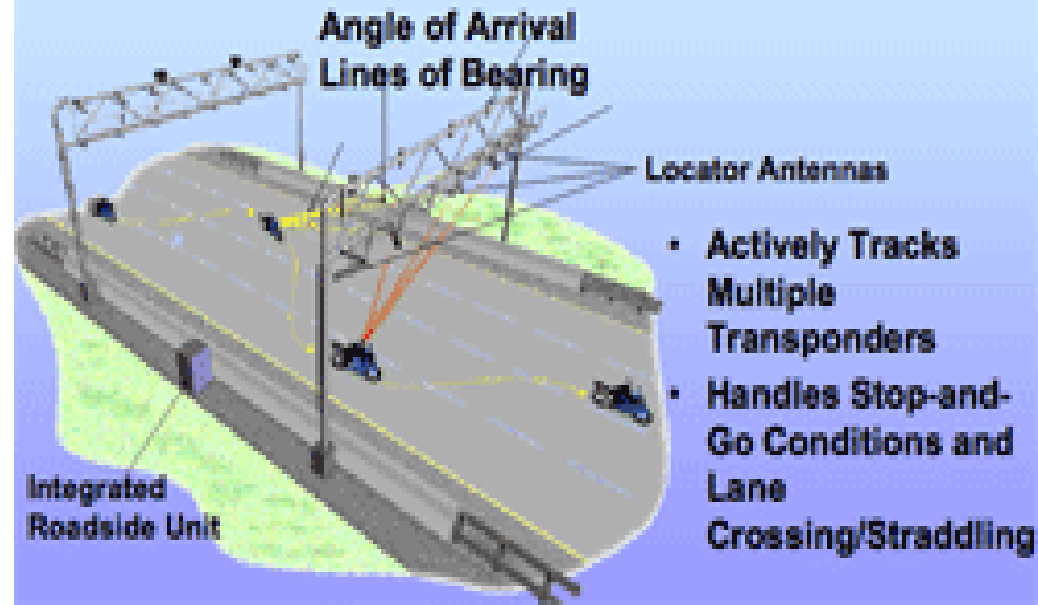 Angle of Arrival
Lines of Bearing
Locator Antennas
• Actively Tracks
Multiple
Transponders
• Handles Stop-and-
Go Conditions and
Lane
Crossing/Straddling
Integrated
Roadside Unit